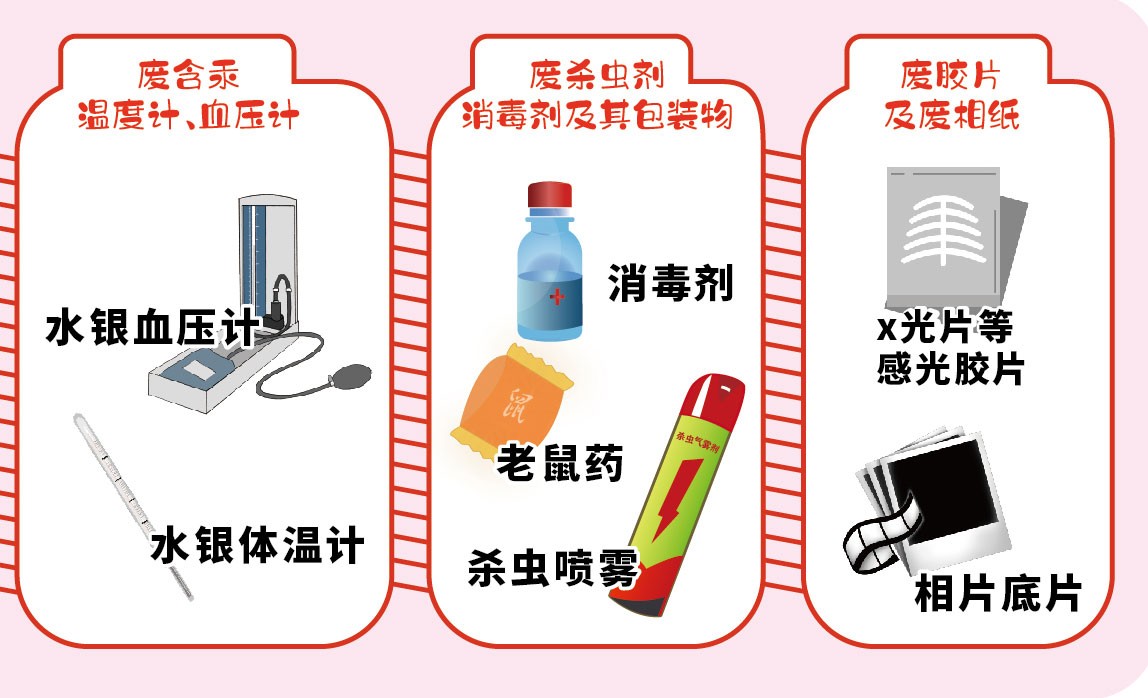 废含汞
温度计、血压计
水银血压计
水银体温计
废杀虫剂
消毒剂及其包装物
消毒剂
鼠
老鼠药
杀虫气雾剂
杀虫喷雾
废胶片
及废相纸
x光片等
感光胶片
相片底片